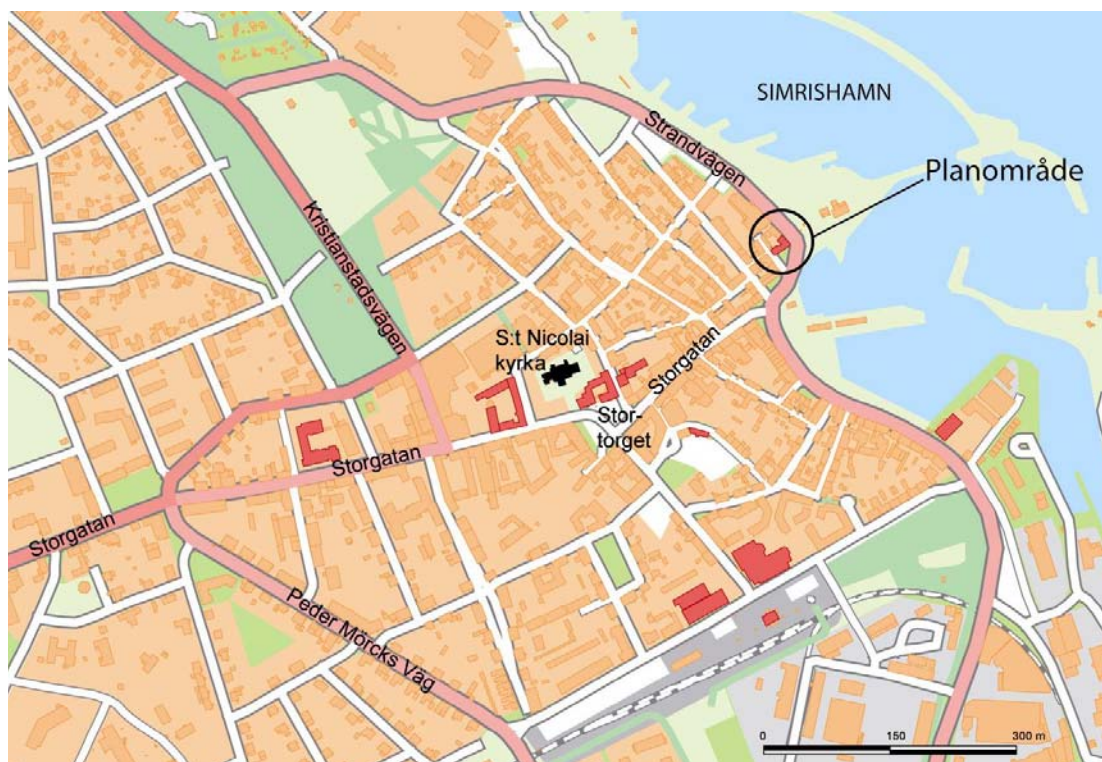 SIMRISHAMN
Strandvägen
Planområde
Kristianstadsvägen
S:t Nicolai
kyrka
Storgatan
Stor-
torget
Storgatan
Storgatan
Peder Mörcks Väg
0 150 300 m